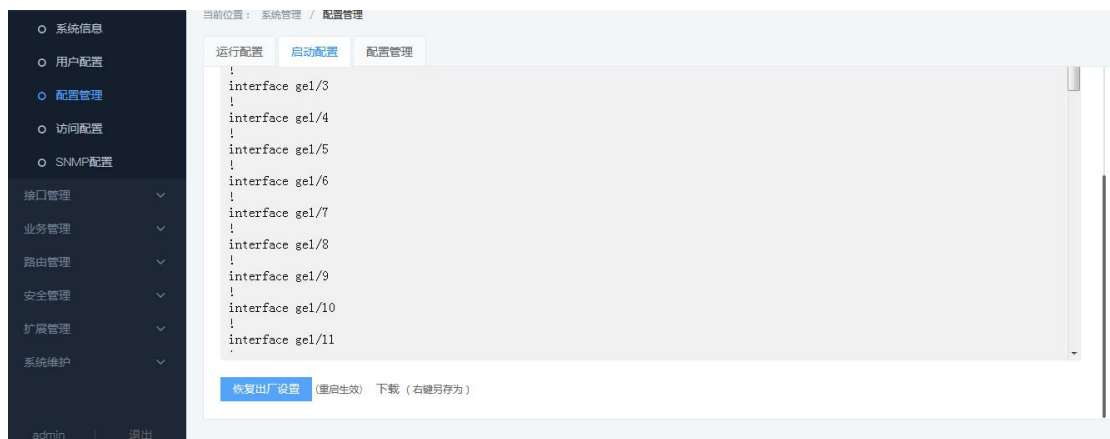 当前位置： 系统管理 / 配置管理
系统信息
用户配置
配置管理
访问配置
SNMP配置
接口管理
业务管理
路由管理
安全管理
扩展管理
系统维护
admin | 退出
运行配置 启动配置 配置管理
!
interface ge1/3
!
interface ge1/4
!
interface ge1/5
!
interface ge1/6
!
interface ge1/7
!
interface ge1/8
!
interface ge1/9
!
interface ge1/10
!
interface ge1/11
恢复出厂设置 (重启生效) 下载 ( 右键另存为 )